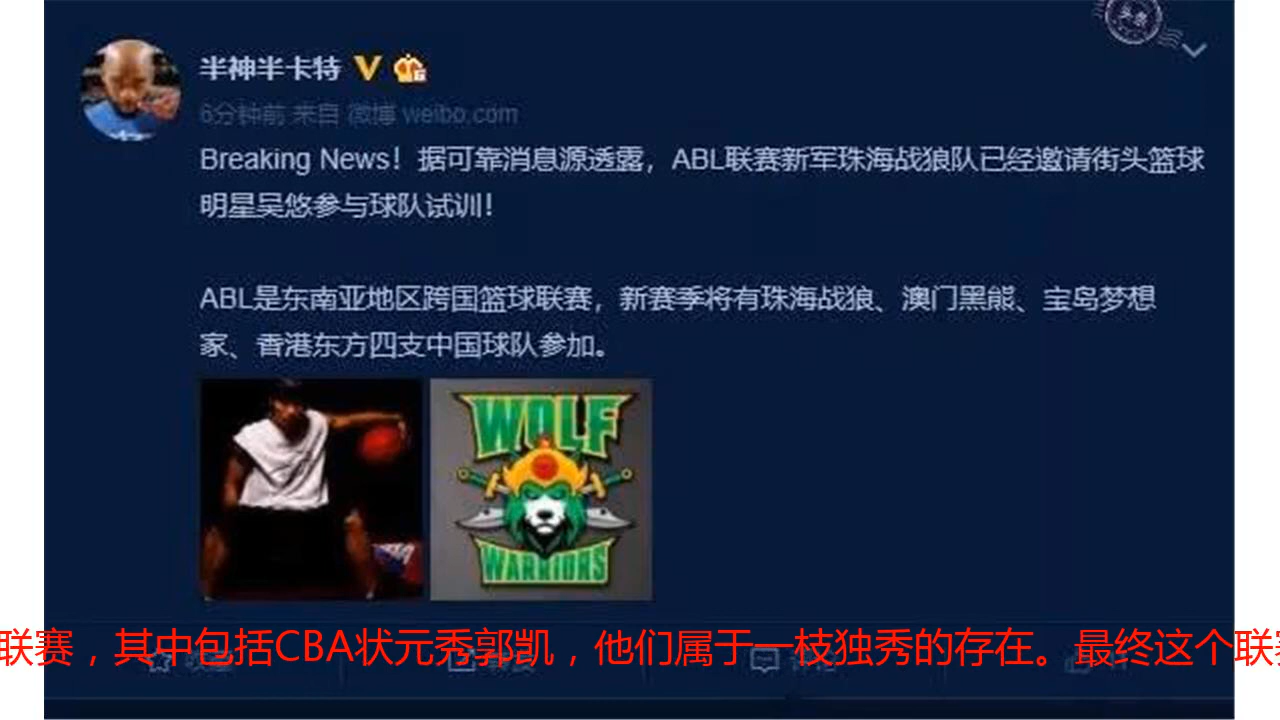 头条
半神半卡特
6分钟前 来自 微博 weibo.com
Breaking News！据可靠消息源透露，ABL联赛新军珠海战狼队已经邀请街头篮球
明星吴悠参与球队试训！
ABL是东南亚地区跨国篮球联赛，新赛季将有珠海战狼、澳门黑熊、宝岛梦想
家、香港东方四支中国球队参加。
WOLF
WARRIORS
联赛，其中包括CBA状元秀郭凯，他们属于一枝独秀的存在。最终这个联赛